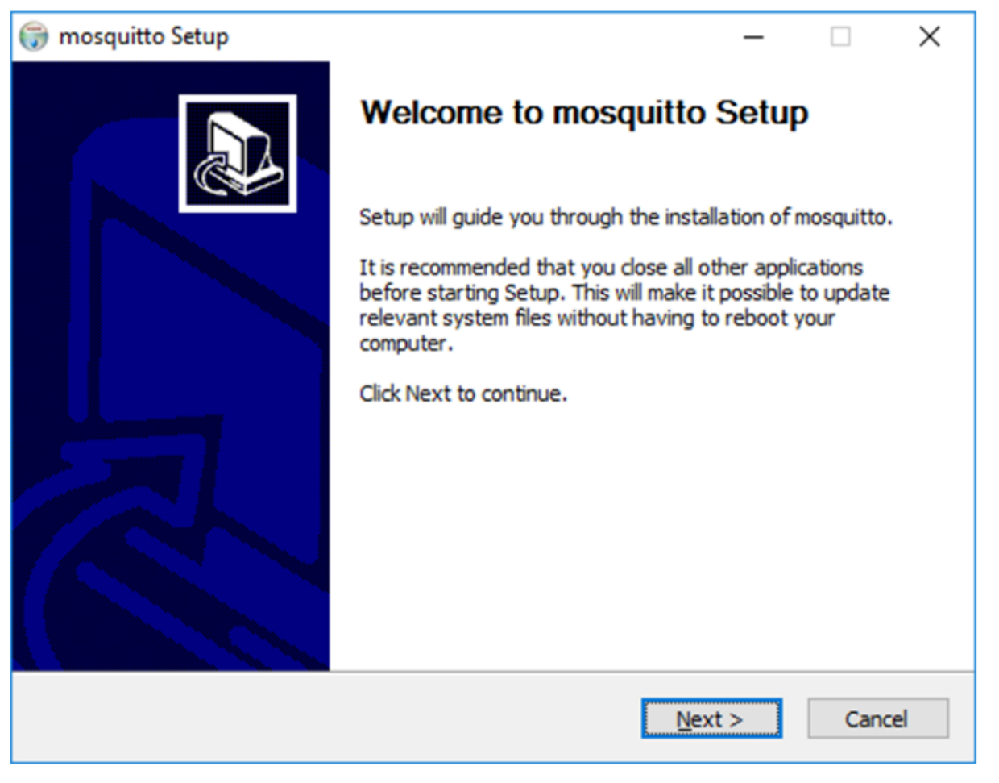 mosquitto Setup
Welcome to mosquitto Setup
Setup will guide you through the installation of mosquitto.
It is recommended that you close all other applications
before starting Setup. This will make it possible to update
relevant system files without having to reboot your
computer.
Click Next to continue.
Next >
Cancel